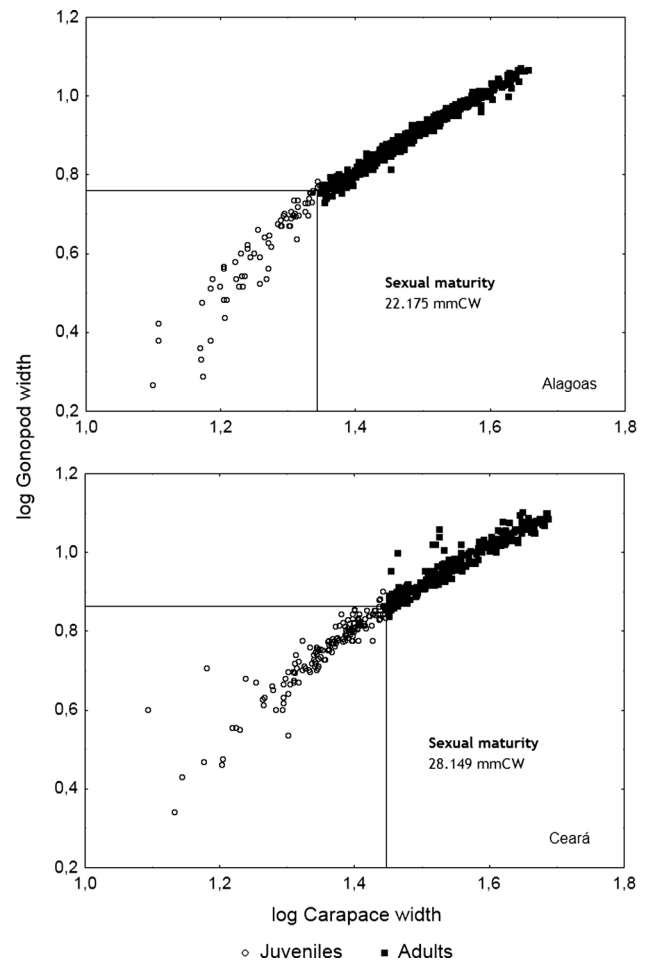 1,2
1,0
0,8
0,6
0,4
0,2
1,0
1,2
1,4
1,6
1,8
Sexual maturity
22.175 mmCW
Alagoas
log Gonopod width
1,2
1,0
0,8
0,6
0,4
0,2
1,0
1,2
1,4
1,6
1,8
Sexual maturity
28.149 mmCW
Ceará
log Carapace width
Juveniles Adults